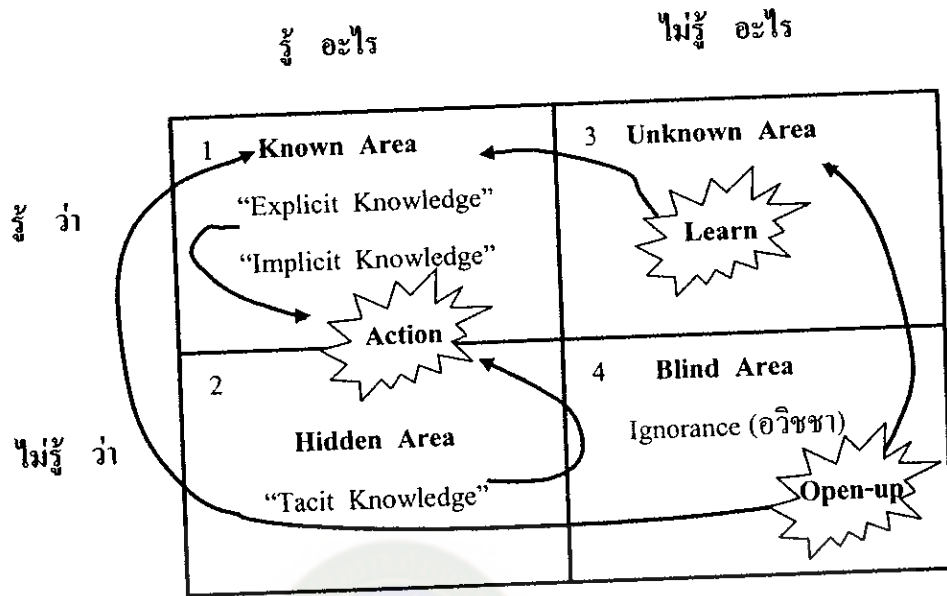 รู้ อะไร
ไม่รู้ อะไร
รู้ ว่า
1 Known Area
"Explicit Knowledge"
"Implicit Knowledge"
Action
3 Unknown Area
Learn
ไม่รู้ ว่า
2
Hidden Area
"Tacit Knowledge"
4 Blind Area
Ignorance (อวิชชา)
Open-up